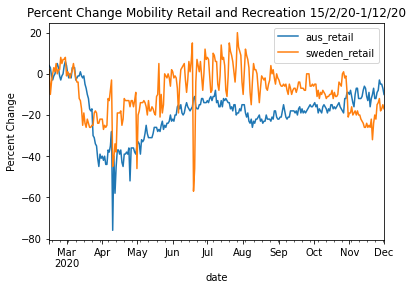 Percent Change Mobility Retail and Recreation 15/2/20-1/12/20
aus_retail
sweden_retail
20
0
−20
−40
−60
−80
Percent Change
Mar Apr May Jun Jul Aug Sep Oct Nov Dec
2020
date